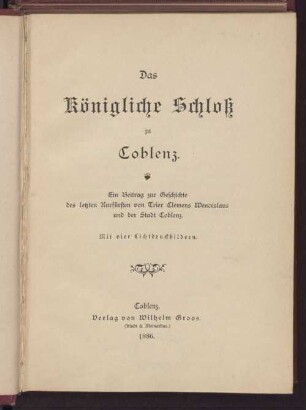 Das
Königliche Schloß
zu
Coblenz.
Ein Beitrag zur Geschichte
des letzten Kurfürsten von Trier Clemens Wenceslaus
und der Stadt Coblenz.
Mit vier Lichtdruckbildern.
Coblenz.
Verlag von Wilhelm Groos.
1896.